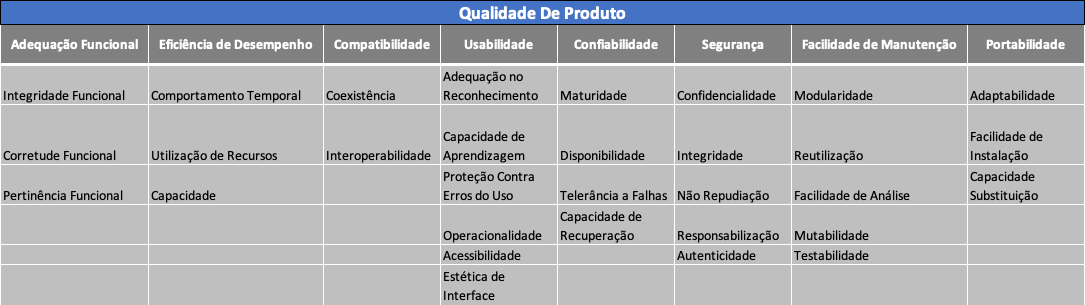 Qualidade De Produto
Adequação Funcional Eficiência de Desempenho Compatibilidade Usabilidade Confiabilidade Segurança Facilidade de Manutenção Portabilidade
Adequação no
Integridade Funcional Comportamento Temporal Coexistência Reconhecimento Maturidade Confidencialidade Modularidade Adaptabilidade
Capacidade de Facilidade de
Corretude Funcional Utilização de Recursos Interoperabilidade Aprendizagem Disponibilidade Integridade Reutilização Instalação
Proteção Contra Capacidade
Pertinência Funcional Capacidade Erros do Uso Telerância a Falhas Não Repudiação Facilidade de Análise Substituição
Capacidade de
Operacionalidade Recuperação Responsabilização Mutabilidade
Acessibilidade Autenticidade Testabilidade
Estética de
Interface